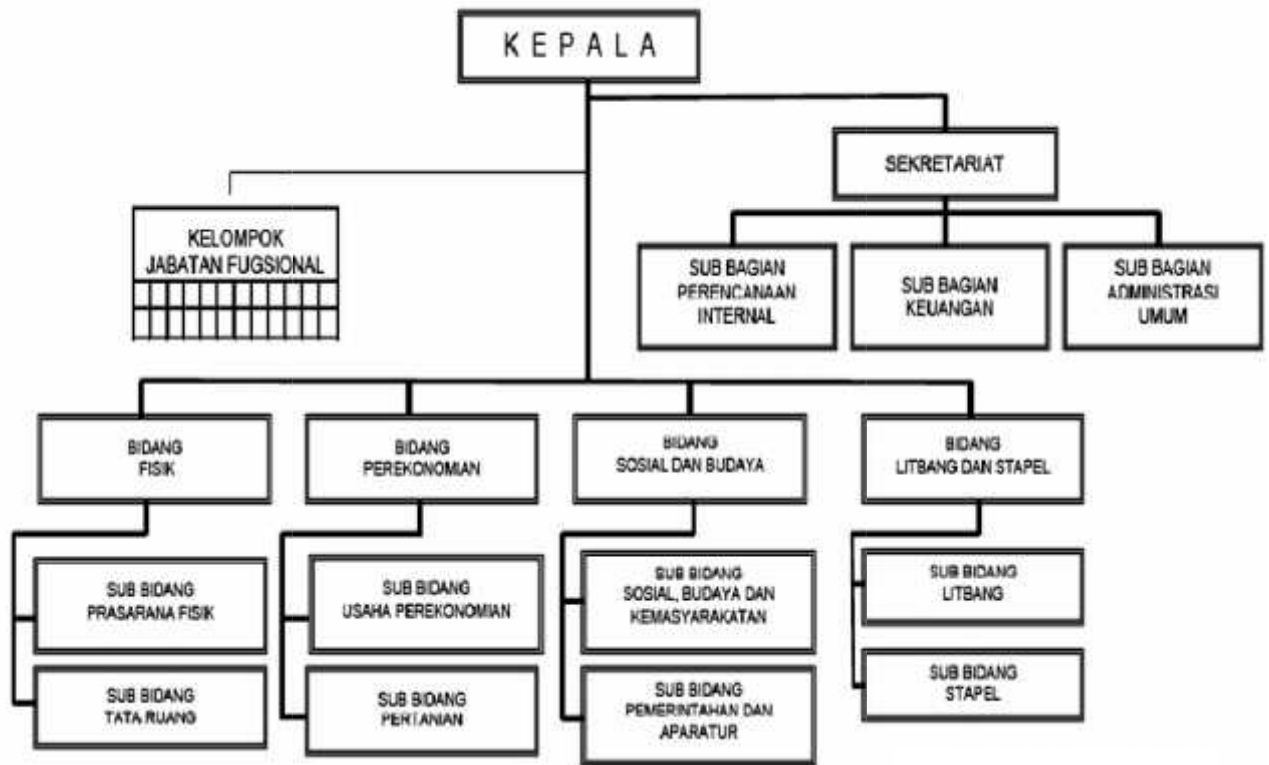 KEPALA
SEKRETARIAT
KELOMPOK
JABATAN FUGSIONAL
SUB BAGIAN
PERENCANAAN
INTERNAL
SUB BAGIAN
KEUANGAN
SUB BAGIAN
ADMINISTRASI
UMUM
BIDANG
FISIK
BIDANG
PEREKONOMIAN
BIDANG
SOSIAL DAN BUDAYA
BIDANG
LITBANG DAN STAPEL
SUB BIDANG
PRASARANA FISIK
SUB BIDANG
USAHA PEREKONOMIAN
SUB BIDANG
SOSIAL, BUDAYA DAN
KEMASYARAKATAN
SUB BIDANG
LITBANG
SUB BIDANG
TATA RUANG
SUB BIDANG
PERTANIAN
SUB BIDANG
PEMERINTAHAN DAN
APARATUR
SUB BIDANG
STAPEL